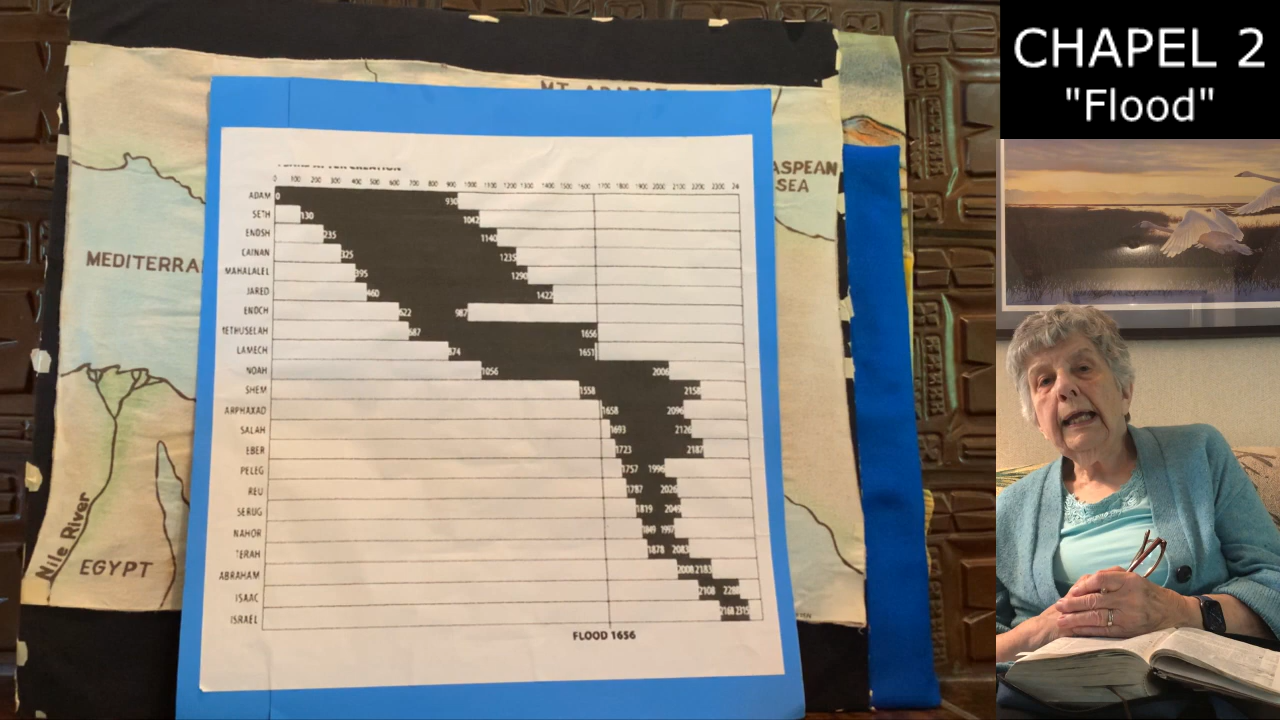 CHAPEL 2
"Flood"
MEDITERRA
ASPEAN
SEA
Nile River
EGYPT
0 100 200 300 400 500 600 700 800 900 1000 1100 1200 1300 1400 1500 1600 1700 1800 1900 2000 2100 2200 2300 24
ADAM 0 930
SETH 130 1042
ENOSH 235 1140
CAINAN 325 1235
MAHALALEL 395 1290
JARED 460 1422
ENOCH 622 987
METHUSELAH 687 1656
LAMECH 874 1651
NOAH 1056 2006
SHEM 1558 2158
ARPHAXAD 1658 2096
SALAH 1693 2126
EBER 1723 2187
PELEG 1757 1996
REU 1787 2026
SERUG 1819 2049
NAHOR 1849 1997
TERAH 1878 2083
ABRAHAM 2008 2183
ISAAC 2108 2288
ISRAEL 2168 2315
FLOOD 1656